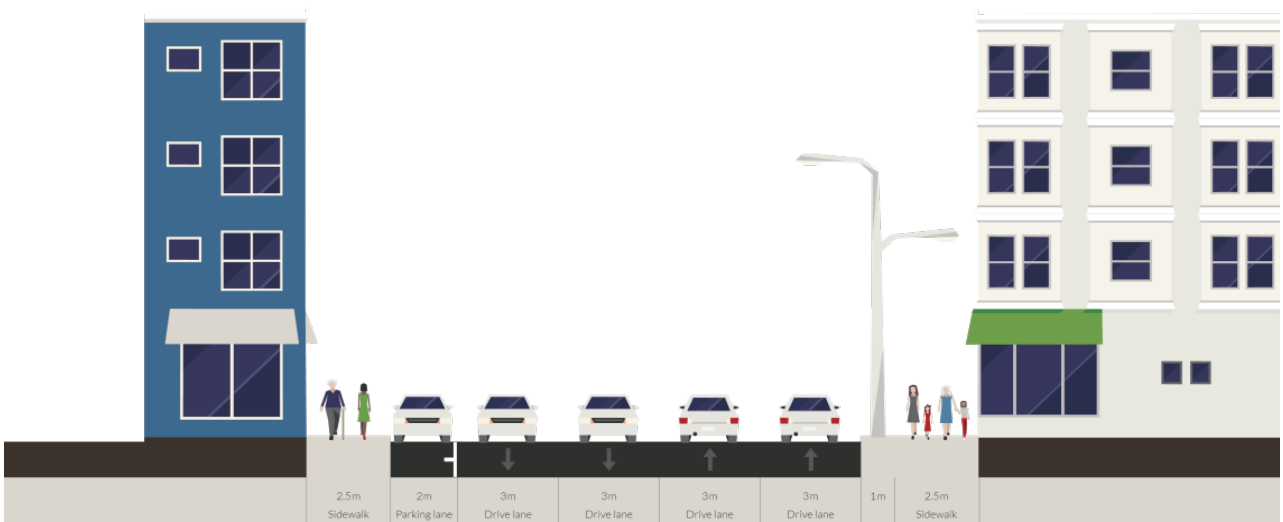 2.5m
Sidewalk
2m
Parking lane
3m
Drive lane
3m
Drive lane
3m
Drive lane
3m
Drive lane
1m
2.5m
Sidewalk